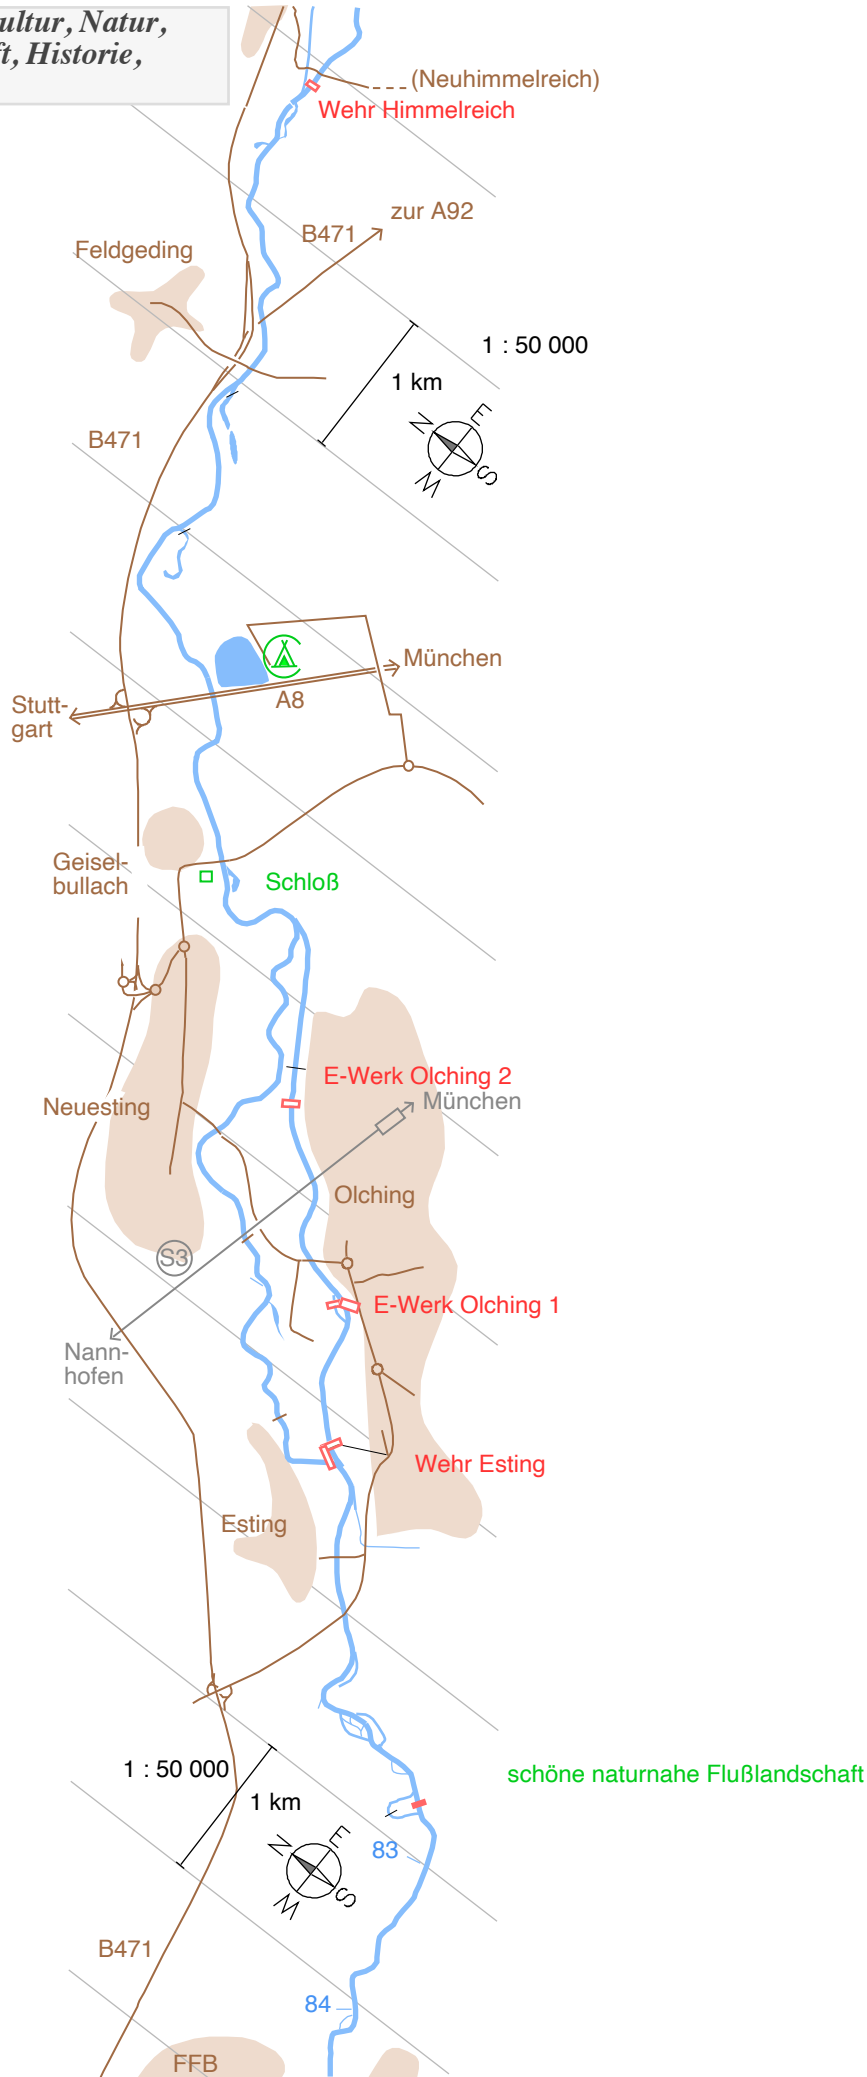 ultur, Natur,
ft, Historie,
(Neuhimmelreich)
Wehr Himmelreich
zur A92
B471
Feldgeding
1 : 50 000
1 km
N
E
S
W
B471
München
A8
Stutt-
gart
Geisel-
bullach
Schloß
E-Werk Olching 2
München
Neuesting
Olching
S3
E-Werk Olching 1
Nann-
hofen
Wehr Esting
Esting
1 : 50 000
schöne naturnahe Flußlandschaft
1 km
N
E
S
W
83
B471
84
FFB